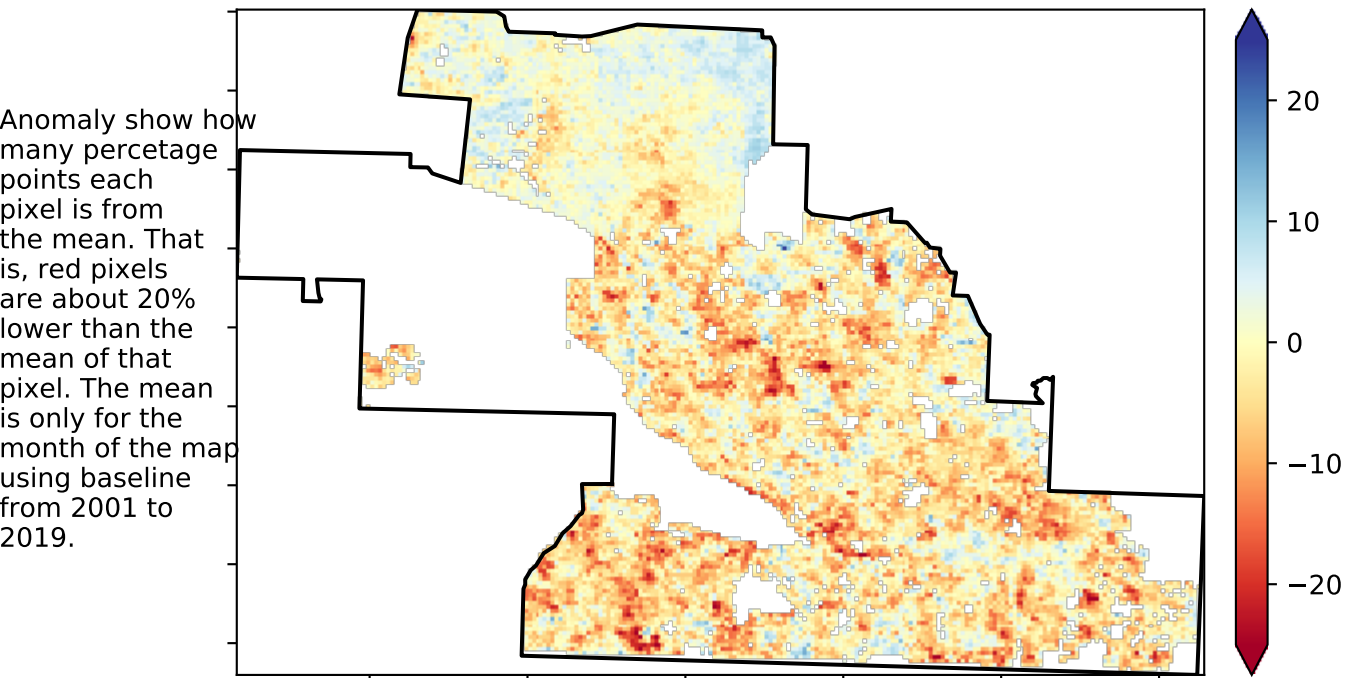 Anomaly show how
many percetage
points each
pixel is from
the mean. That
is, red pixels
are about 20%
lower than the
mean of that
pixel. The mean
is only for the
month of the map
using baseline
from 2001 to
2019.
20
10
0
−10
−20